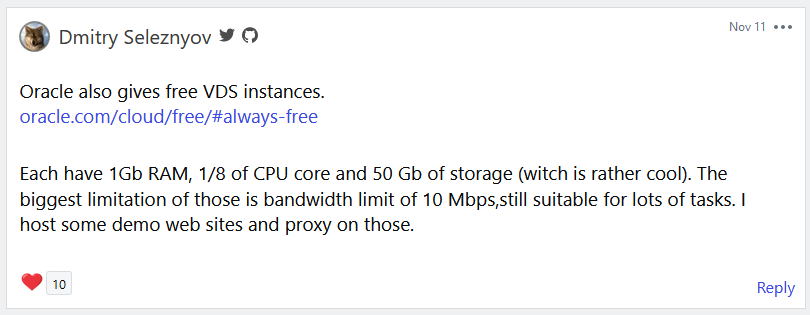 Dmitry Seleznyov
Nov 11
Oracle also gives free VDS instances.
oracle.com/cloud/free/#always-free
Each have 1Gb RAM, 1/8 of CPU core and 50 Gb of storage (witch is rather cool). The
biggest limitation of those is bandwidth limit of 10 Mbps,still suitable for lots of tasks. I
host some demo web sites and proxy on those.
10
Reply